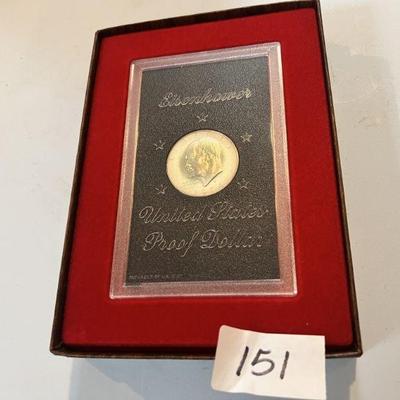 Eisenhower
United States
Proof Dollar
151